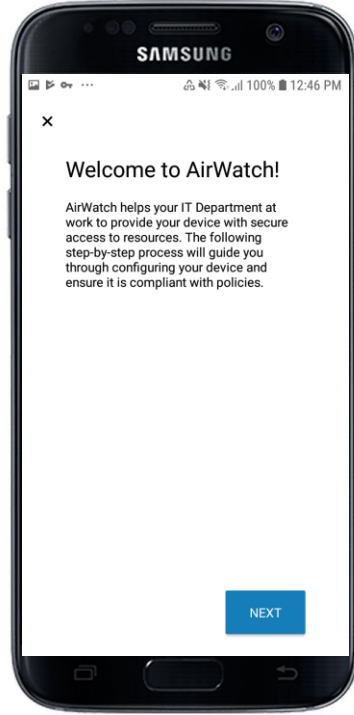 SAMSUNG
100% 12:46 PM
Welcome to AirWatch!
AirWatch helps your IT Department at
work to provide your device with secure
access to resources. The following
step-by-step process will guide you
through configuring your device and
ensure it is compliant with policies.
NEXT